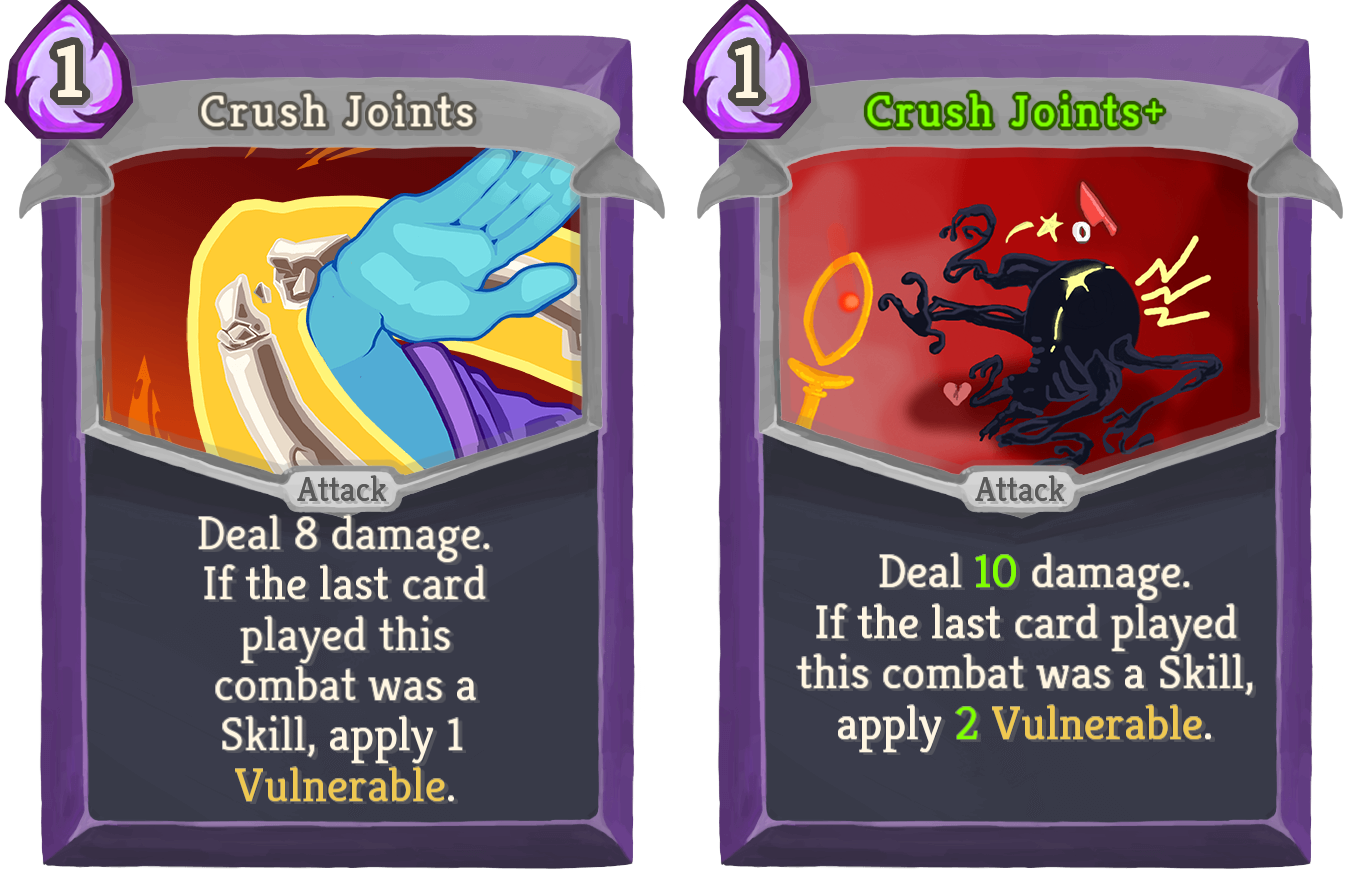 1
Crush Joints
Attack
Deal 8 damage.
If the last card
played this
combat was a
Skill, apply 1
Vulnerable.
1
Crush Joints+
Attack
Deal 10 damage.
If the last card played
this combat was a Skill,
apply 2 Vulnerable.